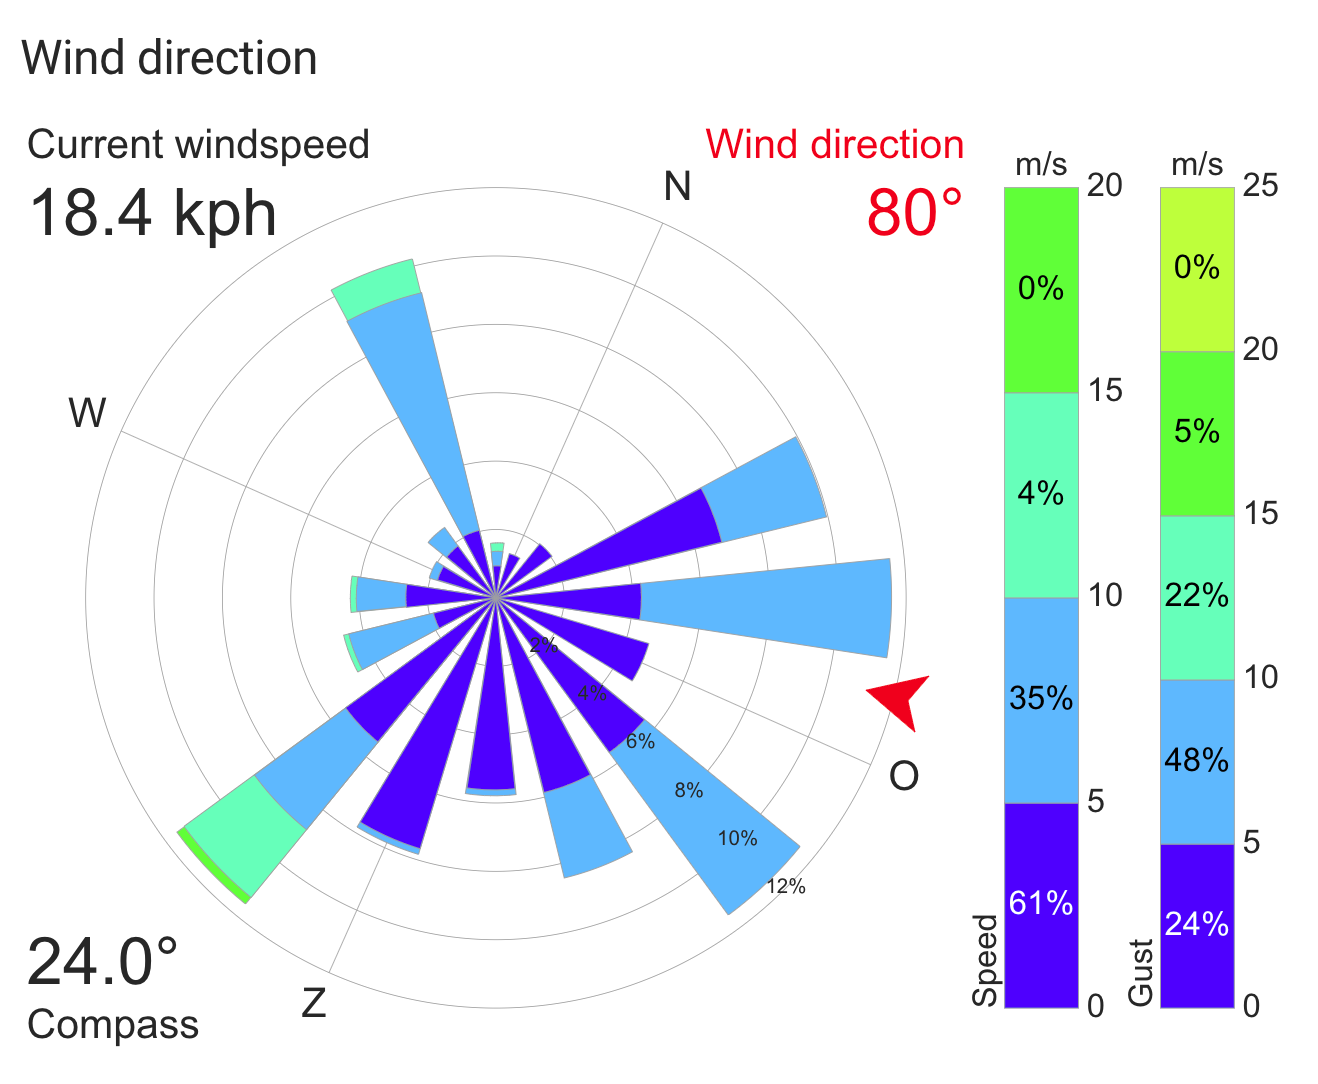 Wind direction
Current windspeed
18.4 kph
Wind direction
80°
N
W
O
Z
2%
4%
6%
8%
10%
12%
24.0°
Compass
m/s
20
0%
15
4%
10
35%
5
61%
0
Speed
m/s
25
0%
20
5%
15
22%
10
48%
5
24%
0
Gust